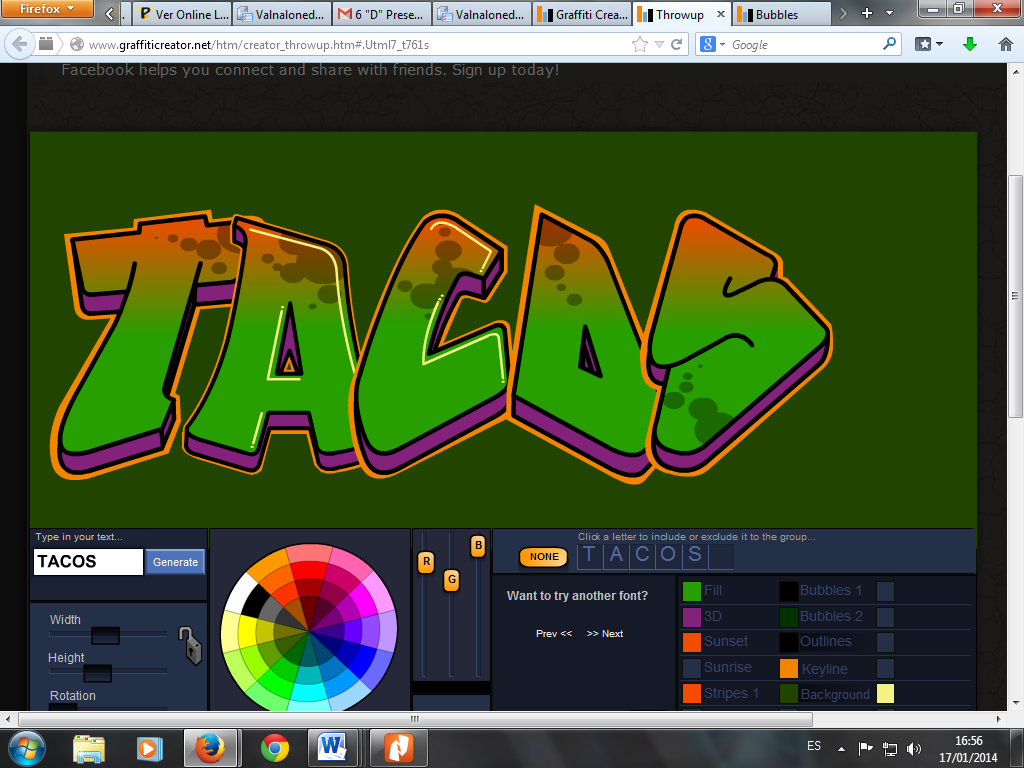 Firefox
. Ver Online L... Valnaloned... 6 "D" Prese... Valnaloned... Graffiti Crea... Throwup Bubbles
www.graffiticreator.net/htm/creator_throwup.htm#.Utml7_t761s
Google
Facebook helps you connect and share with friends. Sign up today!
TACOS
Type in your text...
TACOS
Generate
Width
Height
Rotation
R
G
B
Click a letter to include or exclude it to the group...
NONE
T A C O S
Want to try another font?
Prev << >> Next
Fill Bubbles 1
3D Bubbles 2
Sunset Outlines
Sunrise Keyline
Stripes 1 Background
ES
16:56
17/01/2014